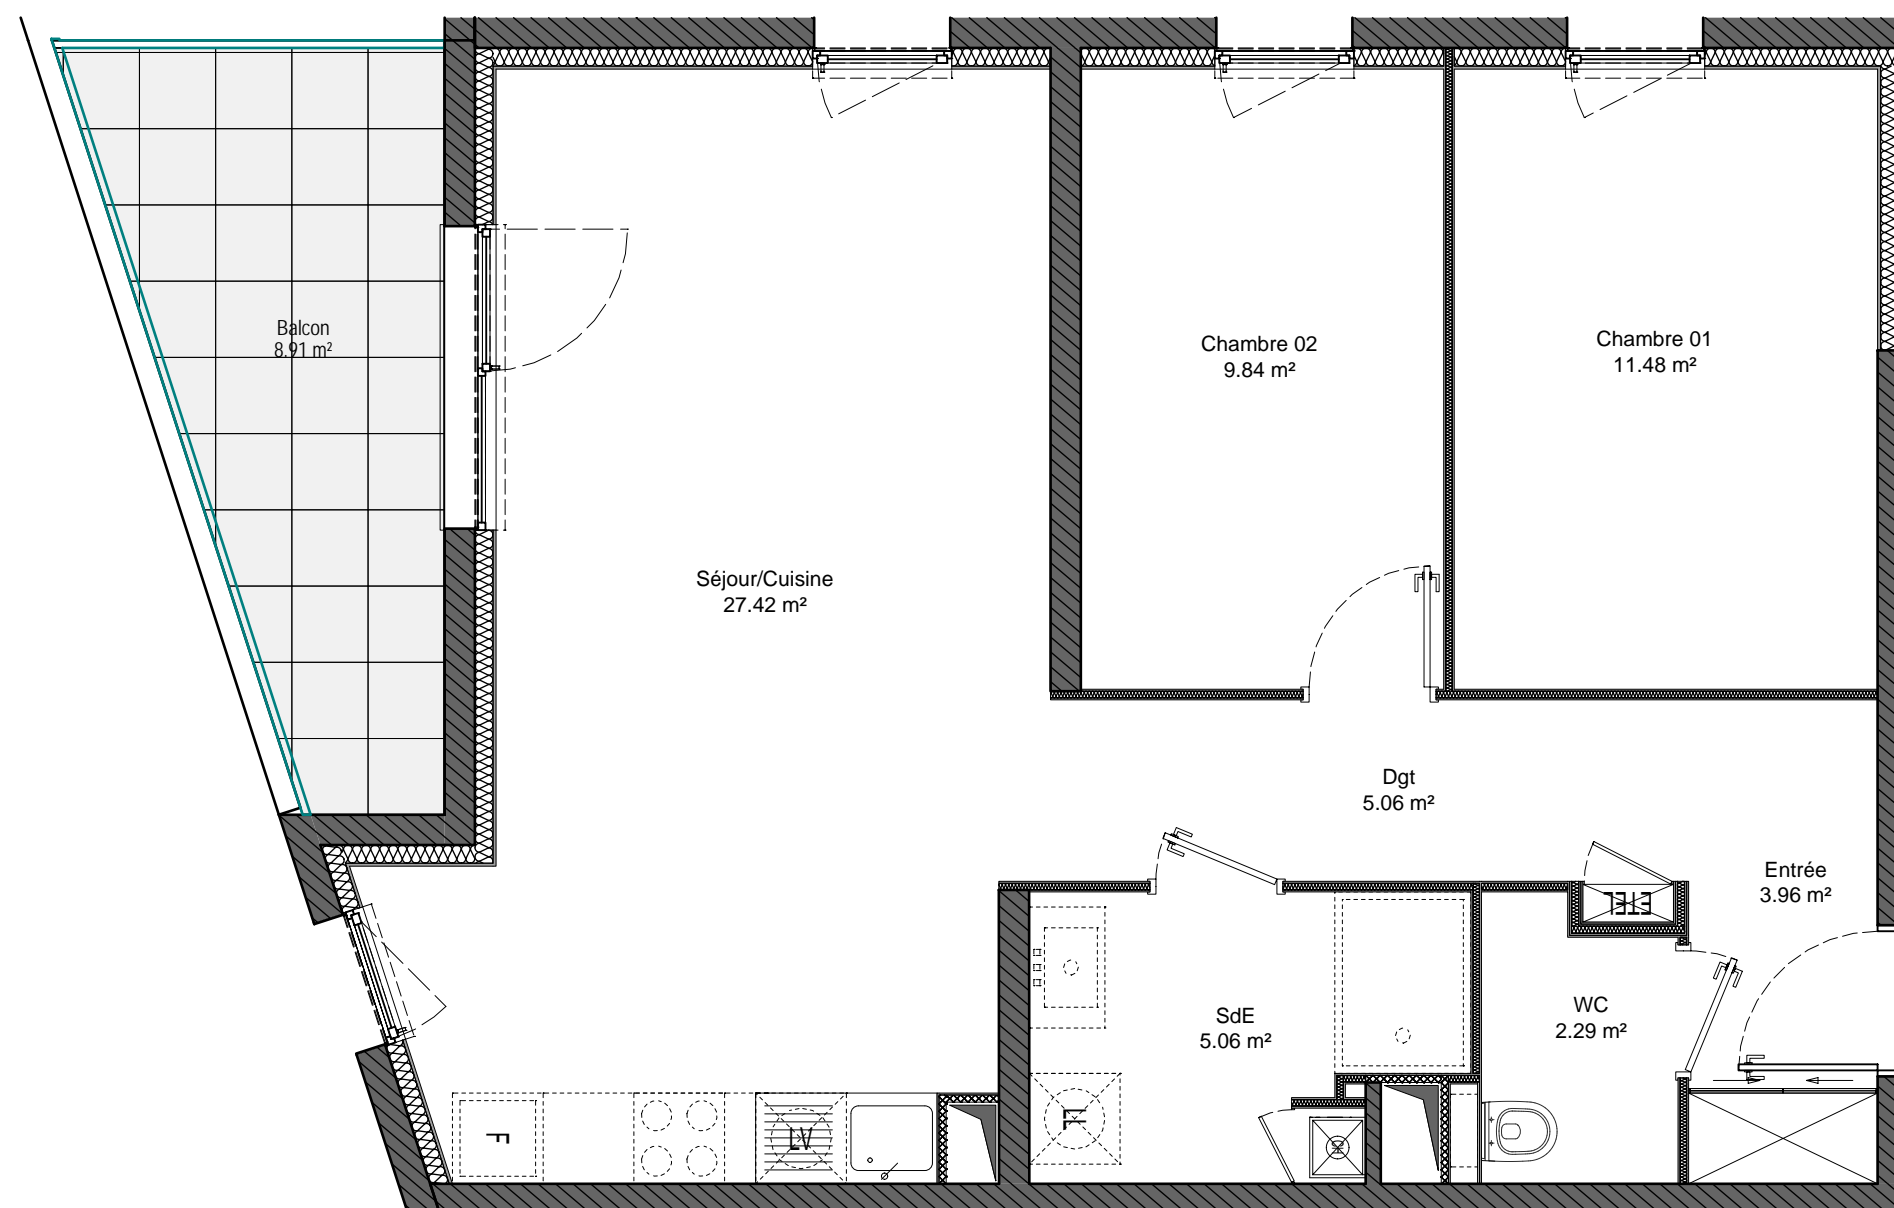 Balcon
8.91 m²
Séjour/Cuisine
27.42 m²
Chambre 02
9.84 m²
Chambre 01
11.48 m²
Dgt
5.06 m²
Entrée
3.96 m²
ETEL
SdE
5.06 m²
WC
2.29 m²
F
LV
LL